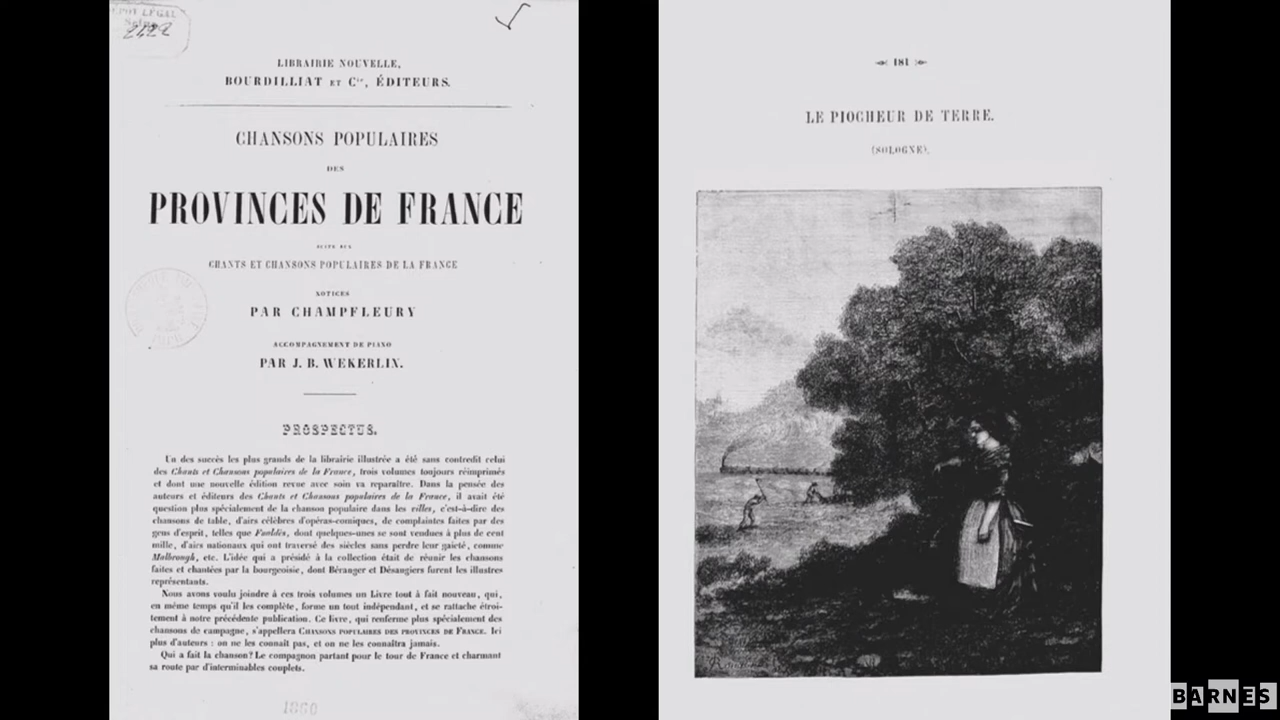 DÉPÔT LÉGAL
Seine
2422
LIBRAIRIE NOUVELLE,
BOURDILLIAT ET Cie, ÉDITEURS.
CHANSONS POPULAIRES
DES
PROVINCES DE FRANCE
SUITE AUX
CHANTS ET CHANSONS POPULAIRES DE LA FRANCE
NOTICES
PAR CHAMPFLEURY
ACCOMPAGNEMENT DE PIANO
PAR J. B. WEKERLIN.
PROSPECTUS.
Un des succès les plus grands de la librairie illustrée a été sans contredit celui
des Chants et Chansons populaires de la France, trois volumes toujours réimprimés
et dont une nouvelle édition revue avec soin va reparaître. Dans la pensée des
auteurs et éditeurs des Chants et Chansons populaires de la France, il avait été
question plus spécialement de la chanson populaire dans les villes, c'est-à-dire des
chansons de table, d'airs célèbres d'opéras-comiques, de complaintes faites par des
gens d'esprit, telles que Fualdès, dont quelques-unes se sont vendues à plus de cent
mille, d'airs nationaux qui ont traversé des siècles sans perdre leur gaieté, comme
Malbrough, etc. L'idée qui a présidé à la collection était de réunir les chansons
faites et chantées par la bourgeoisie, dont Béranger et Désaugiers furent les illustres
représentants.
Nous avons voulu joindre à ces trois volumes un Livre tout à fait nouveau, qui,
en même temps qu'il les complète, forme un tout indépendant, et se rattache étroi-
tement à notre précédente publication. Ce livre, qui renferme plus spécialement des
chansons de campagne, s'appellera CHANSONS POPULAIRES DES PROVINCES DE FRANCE. Ici
plus d'auteurs : on ne les connaît pas, et on ne les connaîtra jamais.
Qui a fait la chanson? Le compagnon partant pour le tour de France et charmant
sa route par d'interminables couplets.
1860
181
LE PIOCHEUR DE TERRE.
(SOLOGNE).
BARNES